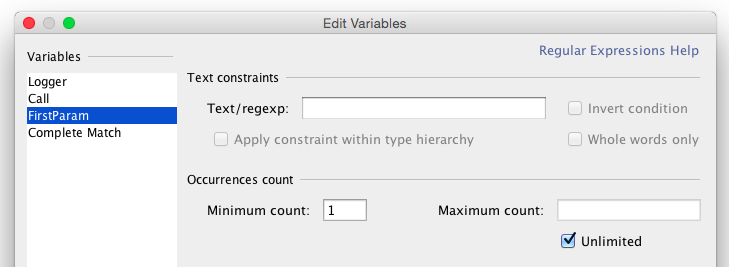 Edit Variables
Variables
Regular Expressions Help
Logger
Call
FirstParam
Complete Match
Text constraints
Text/regexp:
Invert condition
Apply constraint within type hierarchy
Whole words only
Occurrences count
Minimum count: 1
Maximum count:
Unlimited